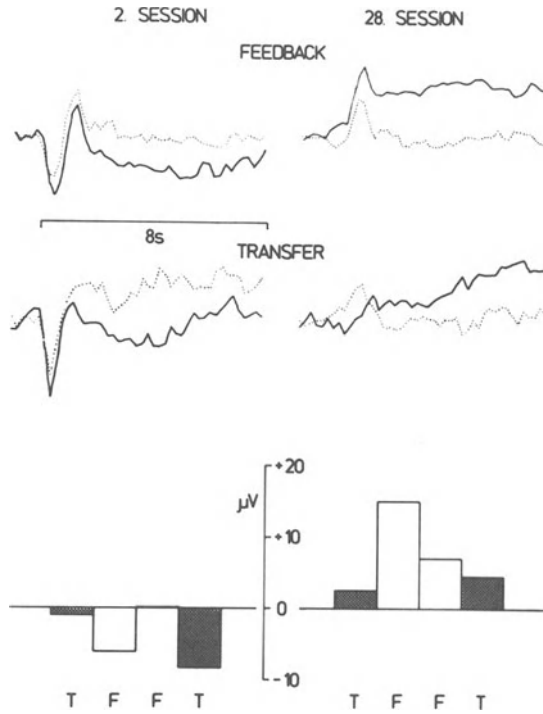 2. SESSION 28. SESSION
FEEDBACK
8s
TRANSFER
+20
µV
+10
0
-10
T F F T T F F T